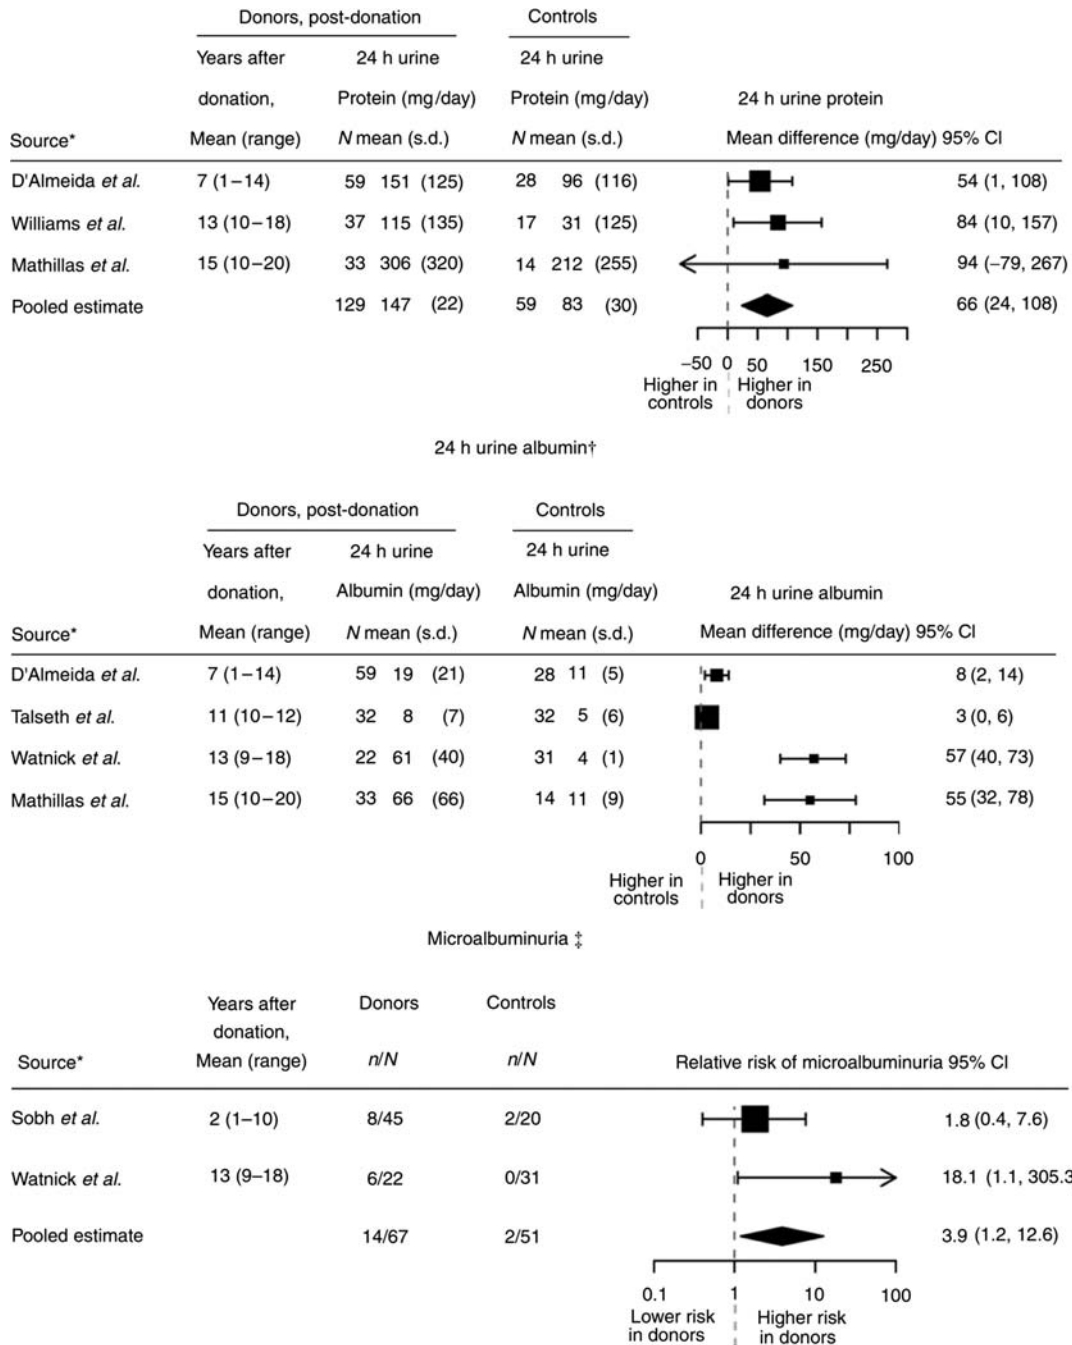 Donors, post-donation Controls
Years after 24 h urine 24 h urine
donation, Protein (mg/day) Protein (mg/day) 24 h urine protein
Source* Mean (range) N mean (s.d.) N mean (s.d.) Mean difference (mg/day) 95% CI
D'Almeida et al. 7 (1–14) 59 151 (125) 28 96 (116) 54 (1, 108)
Williams et al. 13 (10–18) 37 115 (135) 17 31 (125) 84 (10, 157)
Mathillas et al. 15 (10–20) 33 306 (320) 14 212 (255) 94 (−79, 267)
Pooled estimate 129 147 (22) 59 83 (30) 66 (24, 108)
−50 0 50 150 250
Higher in Higher in
controls donors
24 h urine albumin†
Donors, post-donation Controls
Years after 24 h urine 24 h urine
donation, Albumin (mg/day) Albumin (mg/day) 24 h urine albumin
Source* Mean (range) N mean (s.d.) N mean (s.d.) Mean difference (mg/day) 95% CI
D'Almeida et al. 7 (1–14) 59 19 (21) 28 11 (5) 8 (2, 14)
Talseth et al. 11 (10–12) 32 8 (7) 32 5 (6) 3 (0, 6)
Watnick et al. 13 (9–18) 22 61 (40) 31 4 (1) 57 (40, 73)
Mathillas et al. 15 (10–20) 33 66 (66) 14 11 (9) 55 (32, 78)
0 50 100
Higher in Higher in
controls donors
Microalbuminuria ‡
Years after Donors Controls
donation,
Source* Mean (range) n/N n/N Relative risk of microalbuminuria 95% CI
Sobh et al. 2 (1–10) 8/45 2/20 1.8 (0.4, 7.6)
Watnick et al. 13 (9–18) 6/22 0/31 18.1 (1.1, 305.3
Pooled estimate 14/67 2/51 3.9 (1.2, 12.6)
0.1 1 10 100
Lower risk Higher risk
in donors in donors